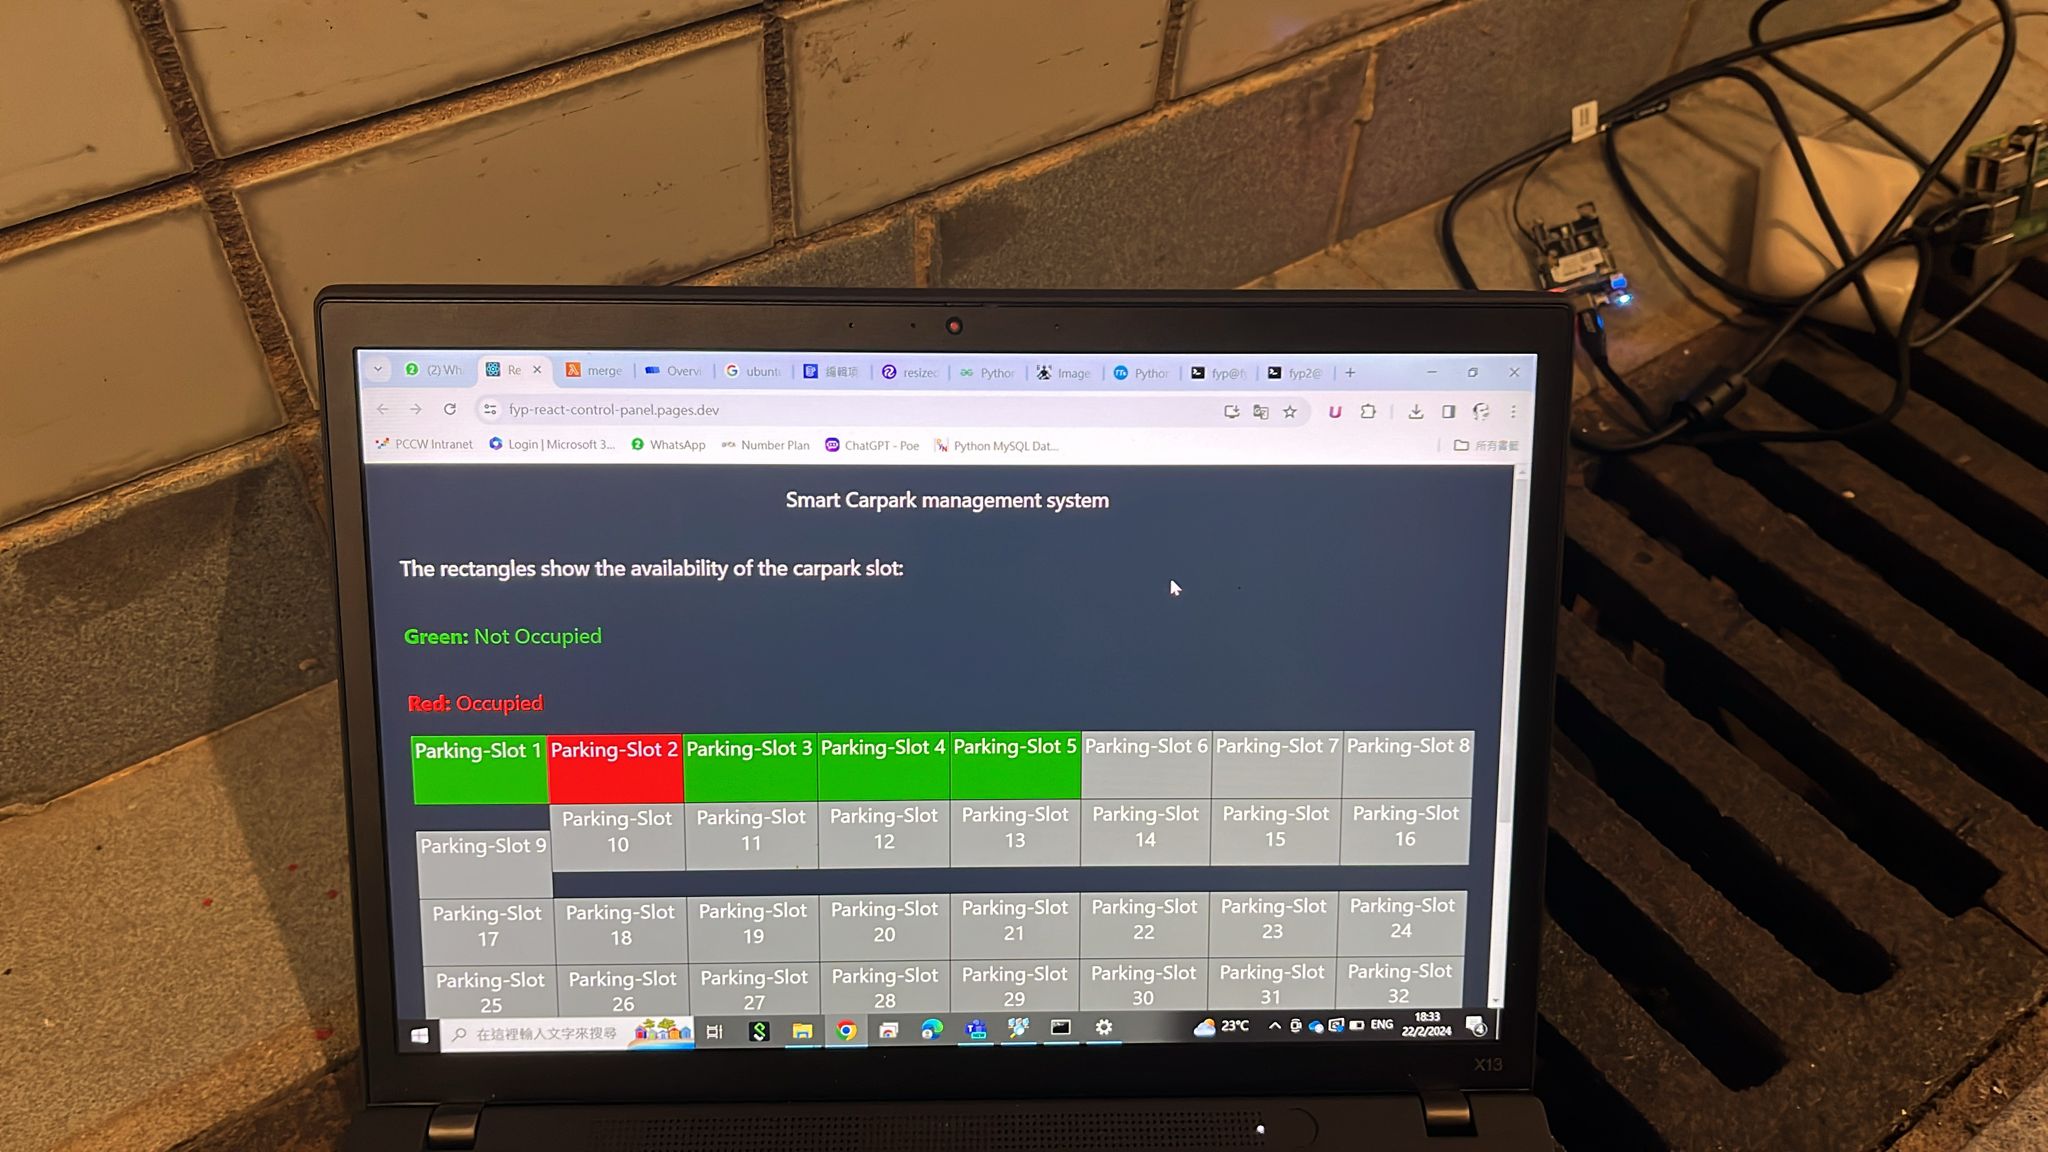 (2) Wh
Re
merge
Overvi
ubuntu
編輯項
resized
Python
Image
Python
fyp@f
fyp2@
fyp-react-control-panel.pages.dev
PCCW Intranet
Login | Microsoft 3...
WhatsApp
Number Plan
ChatGPT - Poe
Python MySQL Dat...
所有書籤
Smart Carpark management system
The rectangles show the availability of the carpark slot:
Green: Not Occupied
Red: Occupied
Parking-Slot 1
Parking-Slot 2
Parking-Slot 3
Parking-Slot 4
Parking-Slot 5
Parking-Slot 6
Parking-Slot 7
Parking-Slot 8
Parking-Slot 9
Parking-Slot
10
Parking-Slot
11
Parking-Slot
12
Parking-Slot
13
Parking-Slot
14
Parking-Slot
15
Parking-Slot
16
Parking-Slot
17
Parking-Slot
18
Parking-Slot
19
Parking-Slot
20
Parking-Slot
21
Parking-Slot
22
Parking-Slot
23
Parking-Slot
24
Parking-Slot
25
Parking-Slot
26
Parking-Slot
27
Parking-Slot
28
Parking-Slot
29
Parking-Slot
30
Parking-Slot
31
Parking-Slot
32
在這裡輸入文字來搜尋
23°C
ENG
18:33
22/2/2024
4
X13